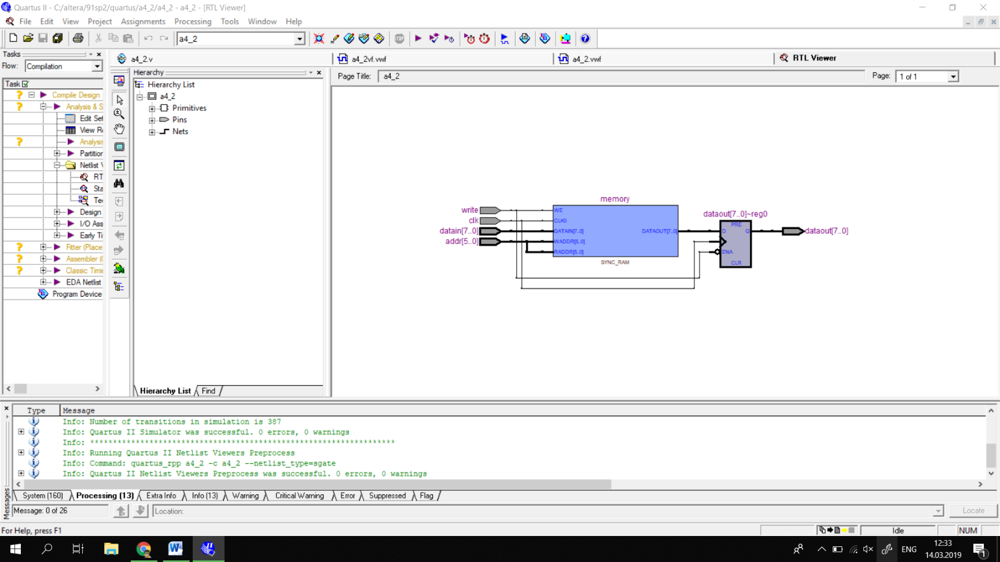 Quartus II - C:/altera/91sp2/quartus/a4_2/a4_2 - a4_2 - [RTL Viewer]
File Edit View Project Assignments Processing Tools Window Help
a4_2
Tasks
Flow: Compilation
Task
Compile Design
Analysis & S
Edit Set
View Re
Analysis
Partition
Netlist V
RT
Sta
Te
Design
I/O Ass
Early Ti
Fitter (Place
Assembler (
Classic Timi
EDA Netlist
Program Device
a4_2.v
a4_2vf.vwf
a4_2.vwf
RTL Viewer
Hierarchy
Hierarchy List
a4_2
Primitives
Pins
Nets
Hierarchy List Find
Page Title: a4_2
Page: 1 of 1
memory
write
clk
datain[7..0]
addr[5..0]
WE
CLK0
DATAIN[7..0]
WADDR[5..0]
RADDR[5..0]
DATAOUT[7..0]
SYNC_RAM
dataout[7..0]~reg0
PRE
D
Q
ENA
CLR
dataout[7..0]
Type Message
Info: Number of transitions in simulation is 387
Info: Quartus II Simulator was successful. 0 errors, 0 warnings
Info: *******************************************************************
Info: Running Quartus II Netlist Viewers Preprocess
Info: Command: quartus_rpp a4_2 -c a4_2 --netlist_type=sgate
Info: Quartus II Netlist Viewers Preprocess was successful. 0 errors, 0 warnings
System (160) Processing (13) Extra Info Info (13) Warning Critical Warning Error Suppressed Flag
Messages
Message: 0 of 26
Location:
Locate
For Help, press F1
Idle
NUM
ENG
12:33
14.03.2019
1